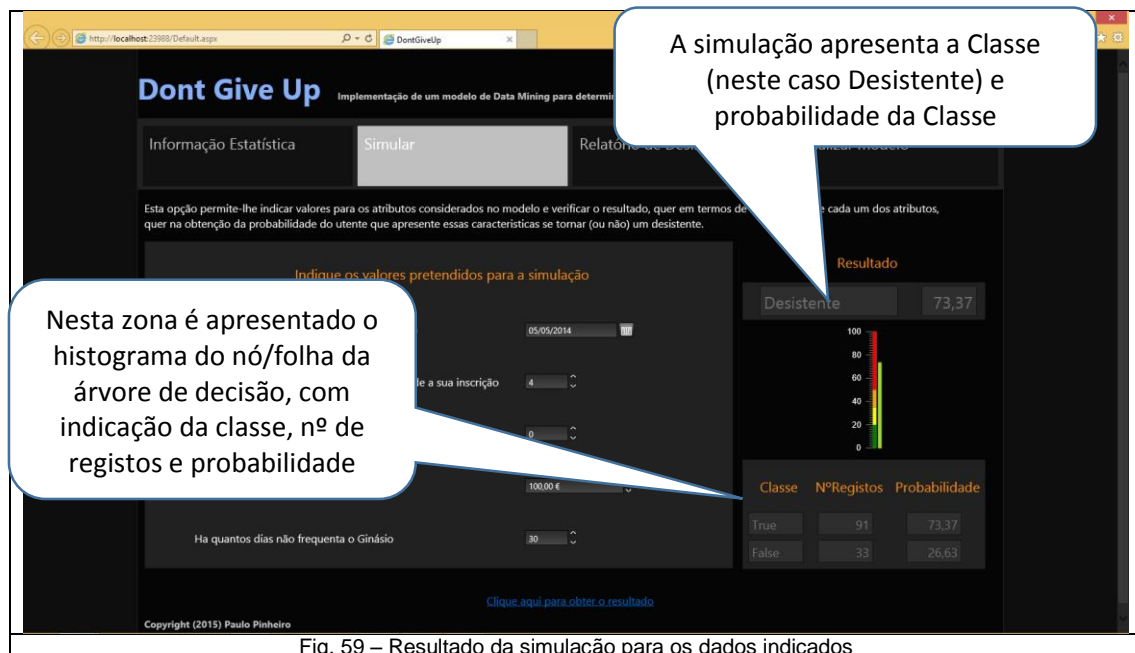 http://localhost:23988/Default.aspx
DontGiveUp
A simulação apresenta a Classe
(neste caso Desistente) e
probabilidade da Classe
Dont Give Up
Implementação de um modelo de Data Mining para
Informação Estatística
Simular
Relatório de
Esta opção permite-lhe indicar valores para os atributos considerados no modelo e verificar o resultado, quer em termos de cada um dos atributos,
quer na obtenção da probabilidade do utente que apresente essas caracteristicas se tornar (ou não) um desistente.
Indique os valores pretendidos para a simulação
Resultado
Desistente 73,37
Nesta zona é apresentado o
histograma do nó/folha da
árvore de decisão, com
indicação da classe, nº de
registos e probabilidade
05/05/2014
a sua inscrição 4
0
100,00 €
Ha quantos dias não frequenta o Ginásio 30
100
80
60
40
20
0
Classe NºRegistos Probabilidade
True 91 73,37
False 33 26,63
Clique aqui para obter o resultado
Copyright (2015) Paulo Pinheiro
Fig. 59 – Resultado da simulação para os dados indicados